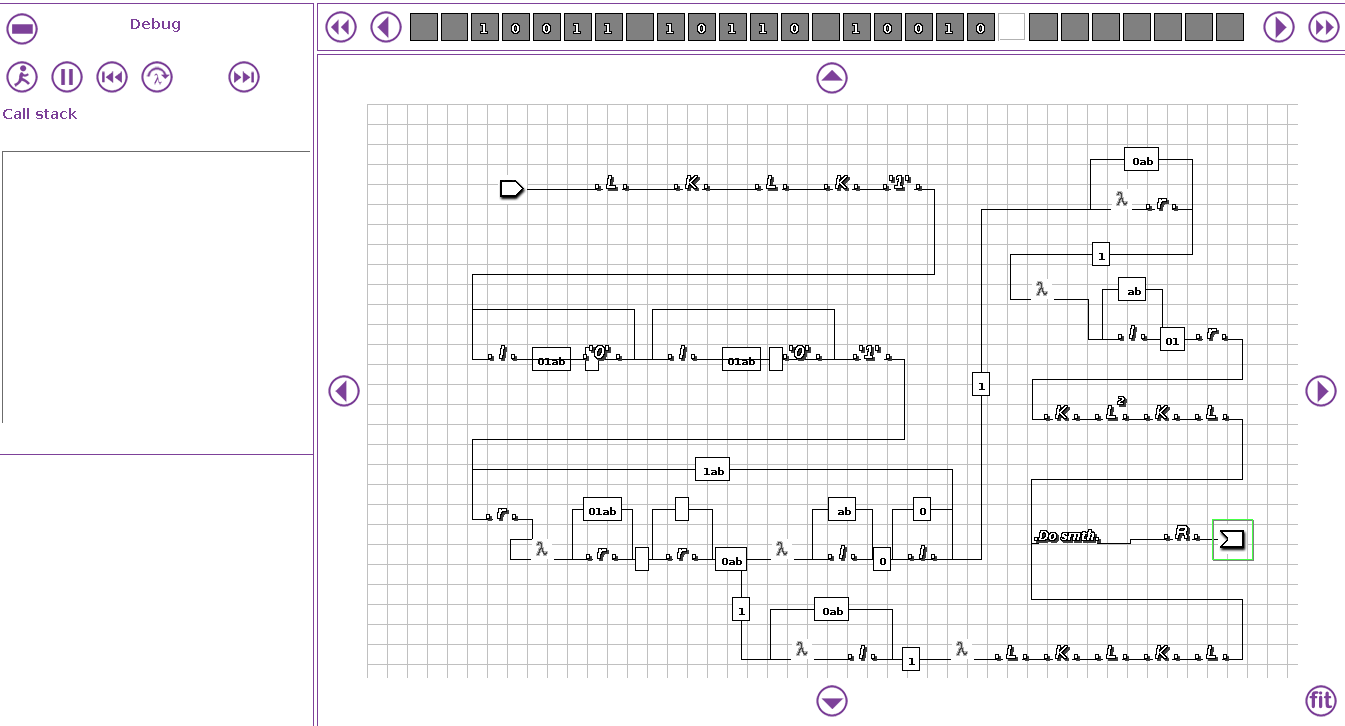 Debug
1 0 0 1 1 1 0 1 1 0 1 0 0 1 0
λ
Call stack
0ab
.L. .K. .L. .K. .'1'.
λ .r.
1
λ ab
.l. 01ab .'0'. .l. 01ab .'0'. .'1'.
.l. 01 .r.
1
.K. .L.² .K. .L.
1ab
.r. 01ab ab 0
.Do smth. .R.
λ .r. .r. 0ab λ .l. 0 .l.
1 0ab
λ .l. 1 λ .L. .K. .L. .K. .L.
fit